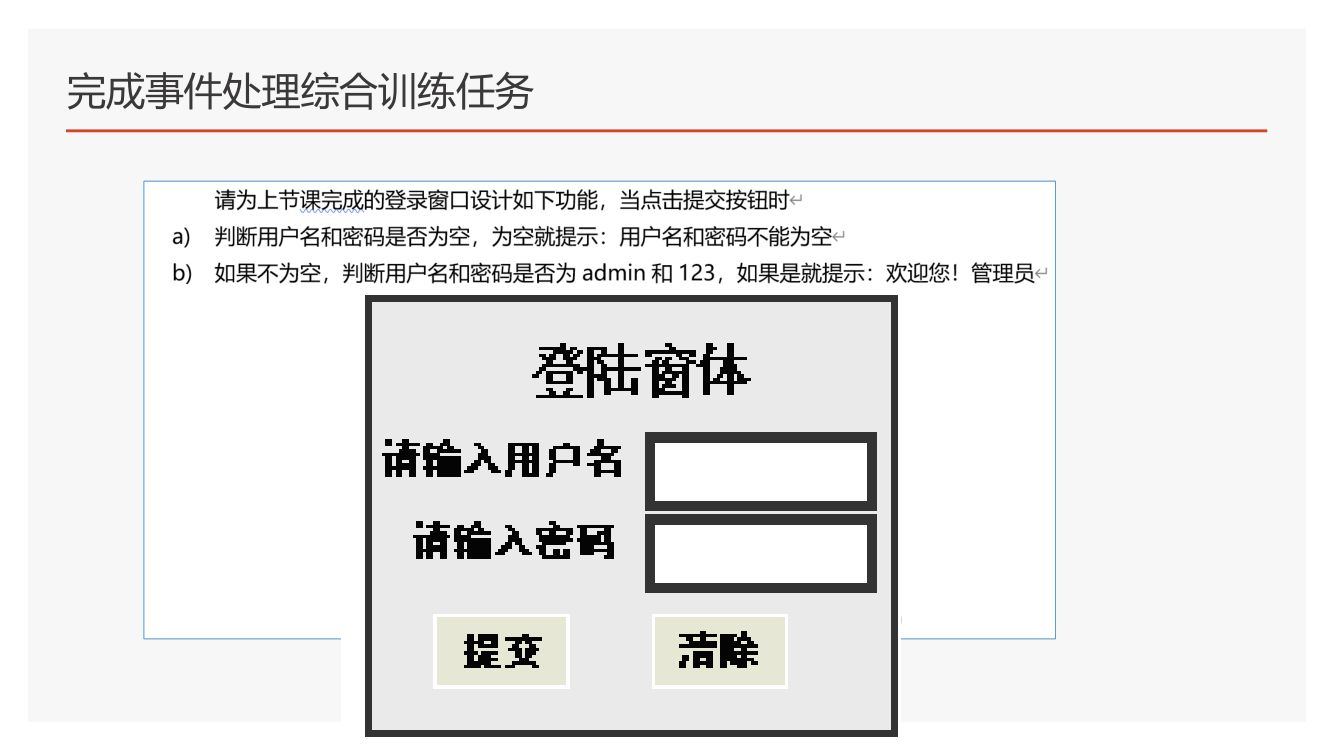 完成事件处理综合训练任务
请为上节课完成的登录窗口设计如下功能，当点击提交按钮时
a) 判断用户名和密码是否为空，为空就提示：用户名和密码不能为空
b) 如果不为空，判断用户名和密码是否为 admin 和 123，如果是就提示：欢迎您！管理员
登陆窗体
请输入用户名
请输入密码
提交 清除